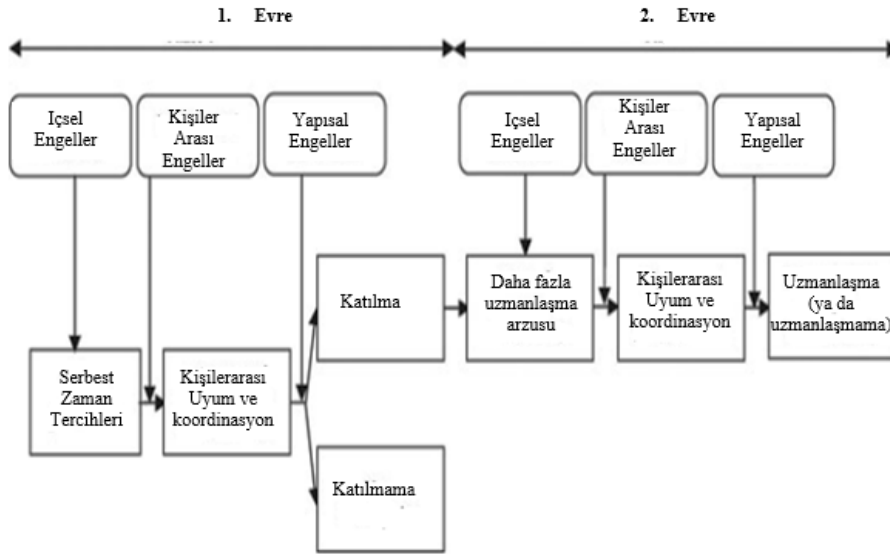 1. Evre
2. Evre
Içsel
Engeller
Kişiler
Arası
Engeller
Yapısal
Engeller
Içsel
Engeller
Kişiler
Arası
Engeller
Yapısal
Engeller
Katılma
Daha fazla
uzmanlaşma
arzusu
Kişilerarası
Uyum ve
koordinasyon
Uzmanlaşma
(ya da
uzmanlaşmama)
Serbest
Zaman
Tercihleri
Kişilerarası
Uyum ve
koordinasyon
Katılmama